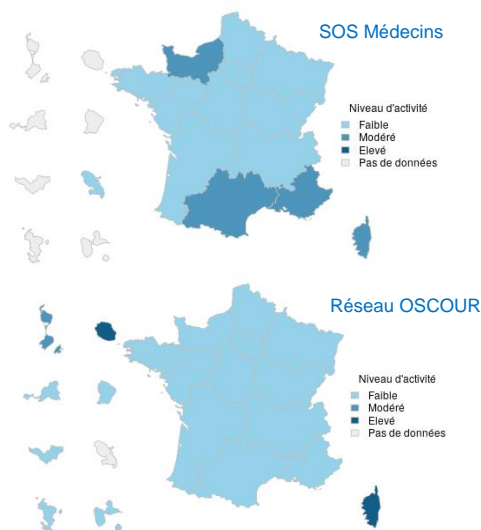 SOS Médecins
Niveau d'activité
Faible
Modéré
Elevé
Pas de données
Réseau OSCOUR
Niveau d'activité
Faible
Modéré
Elevé
Pas de données